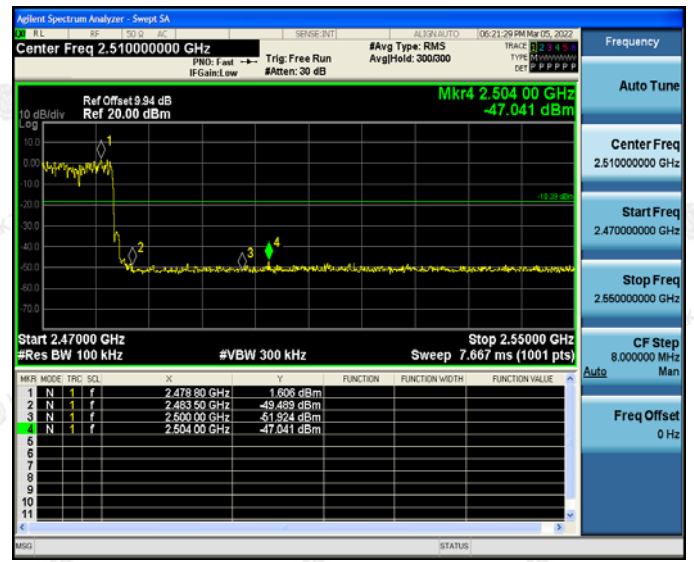 Agilent Spectrum Analyzer - Swept SA
RL RF 50 Ω AC SENSE:INT ALIGNAUTO 06:21:29 PM Mar 05, 2022
Center Freq 2.510000000 GHz
PNO: Fast
IFGain:Low
Trig: Free Run
#Atten: 30 dB
#Avg Type: RMS
Avg|Hold: 300/300
TRACE 1 2 3 4 5 6
TYPE
DET P P P P P P
Frequency
Ref Offset 9.94 dB
Ref 20.00 dBm
10 dB/div
Log
Mkr4 2.504 00 GHz
-47.041 dBm
10.0
0.00
-10.0
-20.0
-30.0
-40.0
-50.0
-60.0
-70.0
1
2
3
4
-18.39 dBm
Start 2.47000 GHz
#Res BW 100 kHz
#VBW 300 kHz
Stop 2.55000 GHz
Sweep 7.667 ms (1001 pts)
MKR MODE TRC SCL X Y FUNCTION FUNCTION WIDTH FUNCTION VALUE
1 N 1 f 2.478 80 GHz 1.606 dBm
2 N 1 f 2.483 50 GHz -49.489 dBm
3 N 1 f 2.500 00 GHz -51.924 dBm
4 N 1 f 2.504 00 GHz -47.041 dBm
5
6
7
8
9
10
11
MSG
STATUS
Auto Tune
Center Freq
2.510000000 GHz
Start Freq
2.470000000 GHz
Stop Freq
2.550000000 GHz
CF Step
8.000000 MHz
Auto Man
Freq Offset
0 Hz